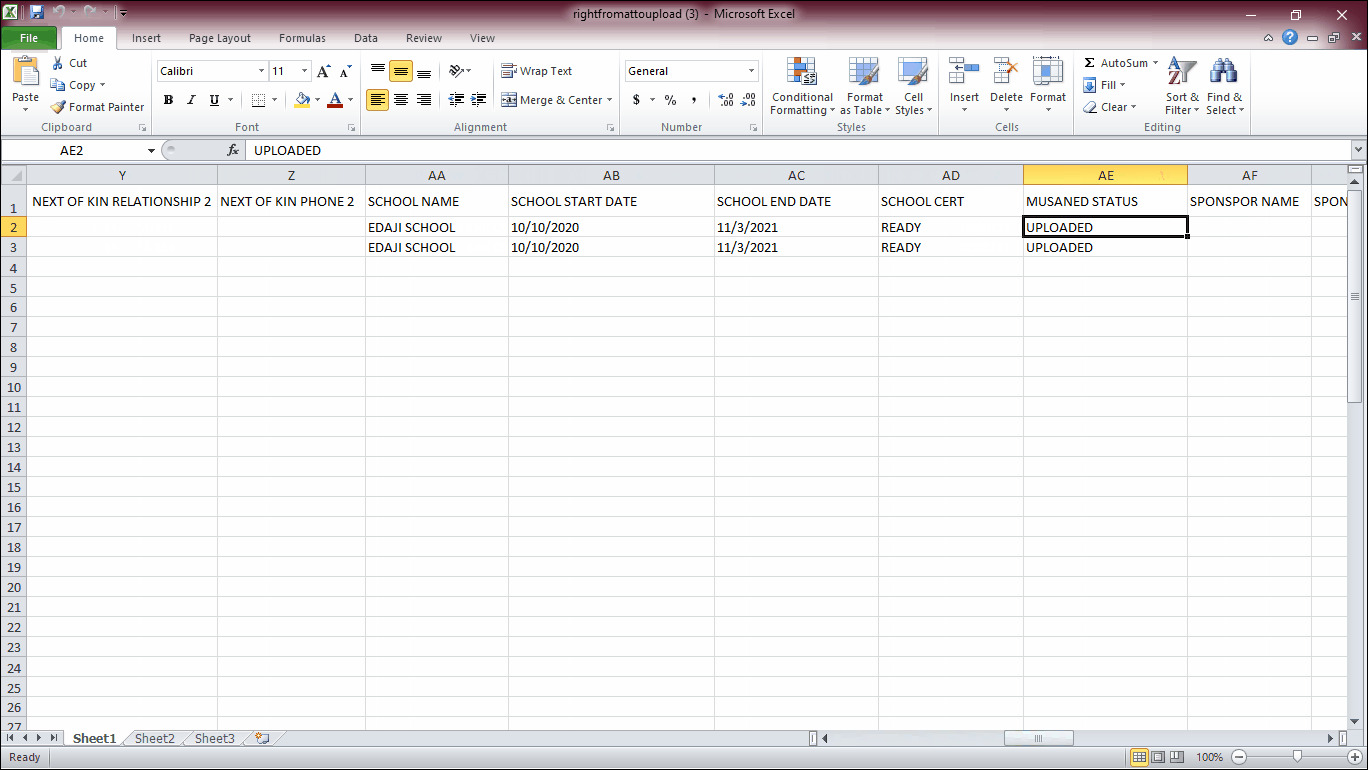 rightfromattoupload (3) - Microsoft Excel
File Home Insert Page Layout Formulas Data Review View
Paste
Cut
Copy
Format Painter
Clipboard
Calibri 11
B I U
Font
Wrap Text
Merge & Center
Alignment
General
$ % ,
Number
Conditional Formatting
Format as Table
Cell Styles
Styles
Insert Delete Format
Cells
AutoSum
Fill
Clear
Sort & Filter
Find & Select
Editing
AE2 fx UPLOADED
Y Z AA AB AC AD AE AF
1 NEXT OF KIN RELATIONSHIP 2 NEXT OF KIN PHONE 2 SCHOOL NAME SCHOOL START DATE SCHOOL END DATE SCHOOL CERT MUSANED STATUS SPONSPOR NAME SPON
2 EDAJI SCHOOL 10/10/2020 11/3/2021 READY UPLOADED
3 EDAJI SCHOOL 10/10/2020 11/3/2021 READY UPLOADED
4
5
6
7
8
9
10
11
12
13
14
15
16
17
18
19
20
21
22
23
24
25
26
27
Sheet1 Sheet2 Sheet3
Ready 100%